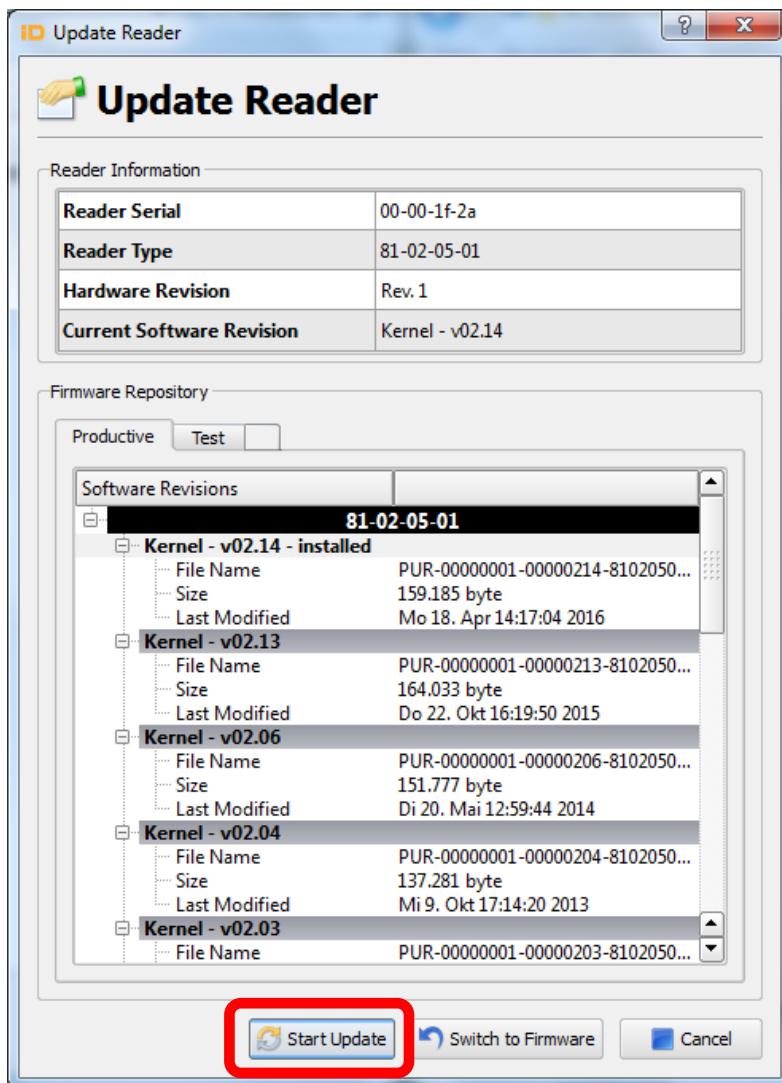 iD Update Reader
Update Reader
Reader Information
Reader Serial 00-00-1f-2a
Reader Type 81-02-05-01
Hardware Revision Rev. 1
Current Software Revision Kernel - v02.14
Firmware Repository
Productive Test
Software Revisions
81-02-05-01
Kernel - v02.14 - installed
File Name PUR-00000001-00000214-8102050...
Size 159.185 byte
Last Modified Mo 18. Apr 14:17:04 2016
Kernel - v02.13
File Name PUR-00000001-00000213-8102050...
Size 164.033 byte
Last Modified Do 22. Okt 16:19:50 2015
Kernel - v02.06
File Name PUR-00000001-00000206-8102050...
Size 151.777 byte
Last Modified Di 20. Mai 12:59:44 2014
Kernel - v02.04
File Name PUR-00000001-00000204-8102050...
Size 137.281 byte
Last Modified Mi 9. Okt 17:14:20 2013
Kernel - v02.03
File Name PUR-00000001-00000203-8102050...
Start Update Switch to Firmware Cancel